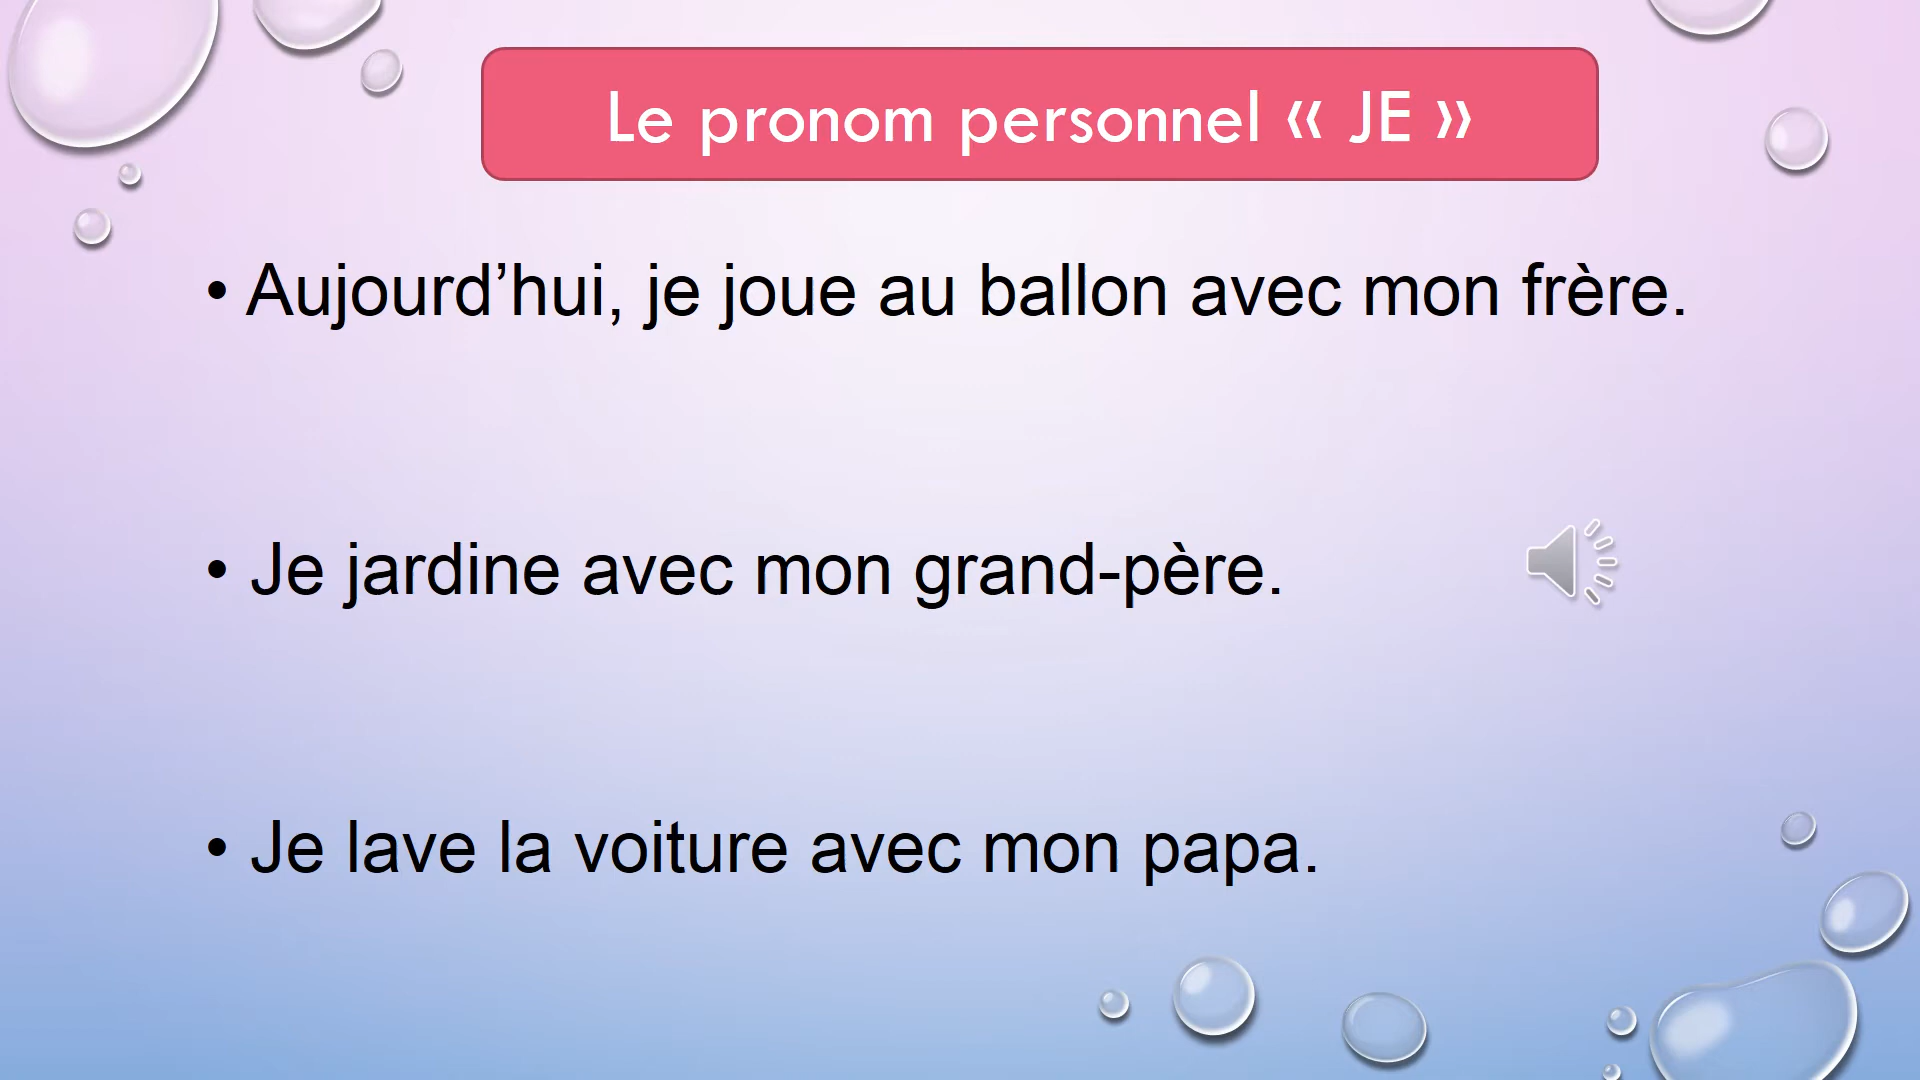 Le pronom personnel « JE »
• Aujourd’hui, je joue au ballon avec mon frère.
• Je jardine avec mon grand-père.
• Je lave la voiture avec mon papa.